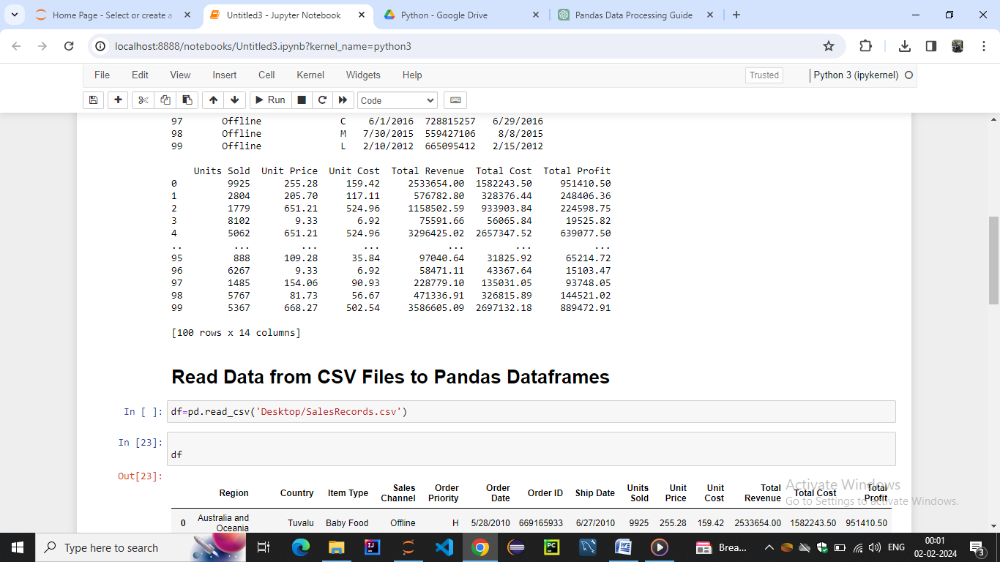 Home Page - Select or create a
Untitled3 - Jupyter Notebook
Python - Google Drive
Pandas Data Processing Guide
localhost:8888/notebooks/Untitled3.ipynb?kernel_name=python3
File Edit View Insert Cell Kernel Widgets Help
Trusted
Python 3 (ipykernel)
Run
Code
97 Offline C 6/1/2016 728815257 6/29/2016
98 Offline M 7/30/2015 559427106 8/8/2015
99 Offline L 2/10/2012 665095412 2/15/2012
Units Sold Unit Price Unit Cost Total Revenue Total Cost Total Profit
0 9925 255.28 159.42 2533654.00 1582243.50 951410.50
1 2804 205.70 117.11 576782.80 328376.44 248406.36
2 1779 651.21 524.96 1158502.59 933903.84 224598.75
3 8102 9.33 6.92 75591.66 56065.84 19525.82
4 5062 651.21 524.96 3296425.02 2657347.52 639077.50
.. ... ... ... ... ... ...
95 888 109.28 35.84 97040.64 31825.92 65214.72
96 6267 9.33 6.92 58471.11 43367.64 15103.47
97 1485 154.06 90.93 228779.10 135031.05 93748.05
98 5767 81.73 56.67 471336.91 326815.89 144521.02
99 5367 668.27 502.54 3586605.09 2697132.18 889472.91
[100 rows x 14 columns]
Read Data from CSV Files to Pandas Dataframes
In [ ]: df=pd.read_csv('Desktop/SalesRecords.csv')
In [23]:
df
Out[23]:
Region Country Item Type Sales Channel Order Priority Order Date Order ID Ship Date Units Sold Unit Price Unit Cost Total Revenue Total Cost Total Profit
0 Australia and Oceania Tuvalu Baby Food Offline H 5/28/2010 669165933 6/27/2010 9925 255.28 159.42 2533654.00 1582243.50 951410.50
Activate Windows
Go to Settings to activate Windows.
Type here to search
Brea...
ENG
00:01
02-02-2024
3